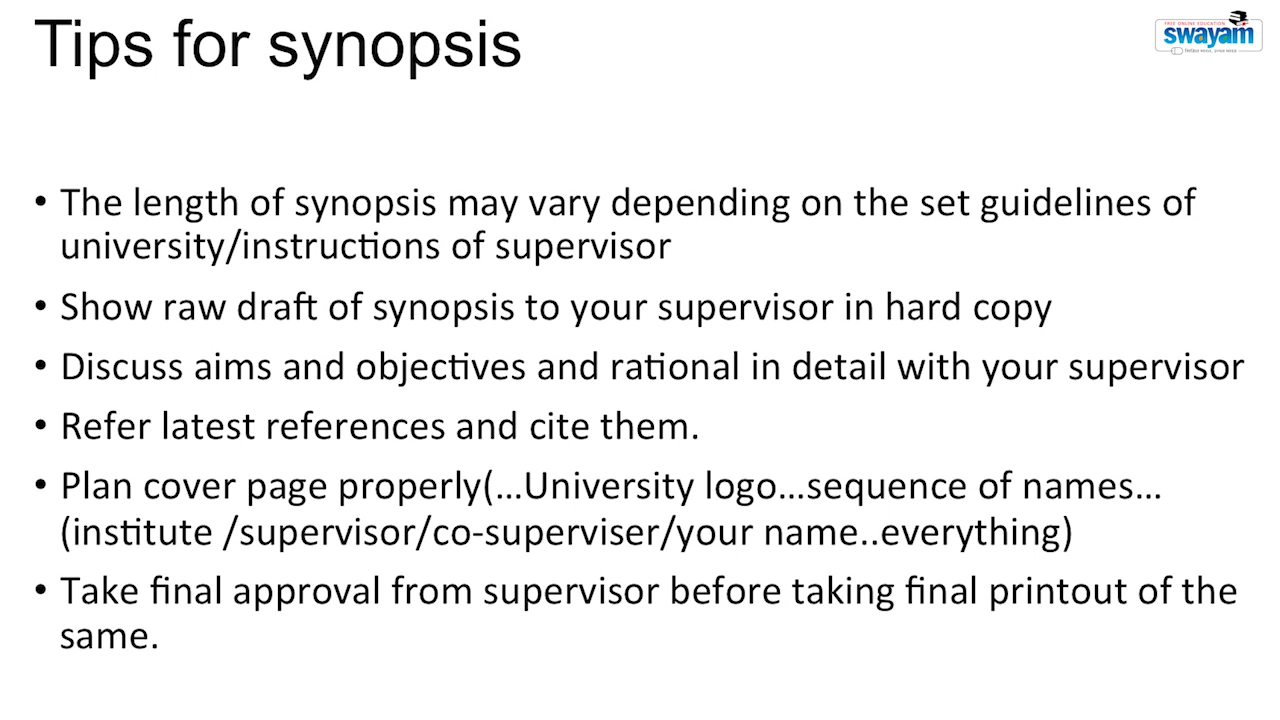 Tips for synopsis
FREE ONLINE EDUCATION
swayam
• The length of synopsis may vary depending on the set guidelines of
university/instructions of supervisor
• Show raw draft of synopsis to your supervisor in hard copy
• Discuss aims and objectives and rational in detail with your supervisor
• Refer latest references and cite them.
• Plan cover page properly(...University logo...sequence of names...
(institute /supervisor/co-superviser/your name..everything)
• Take final approval from supervisor before taking final printout of the
same.